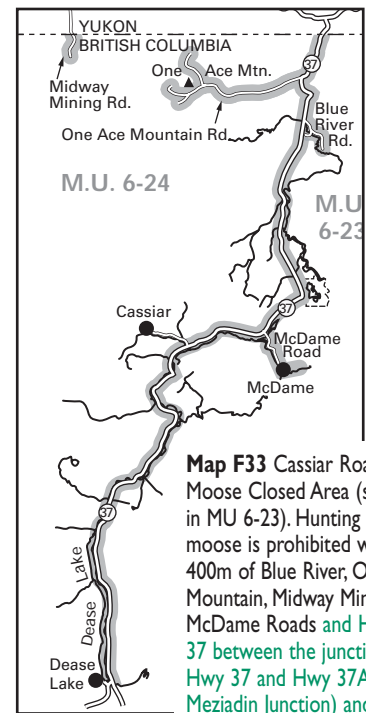 YUKON
BRITISH COLUMBIA
Midway
Mining Rd.
One Ace Mtn.
37
One Ace Mountain Rd.
Blue
River
Rd.
M.U. 6-24
M.U
6-23
Cassiar
37
McDame
Road
McDame
37
Dease Lake
Dease
Lake
Map F33 Cassiar Roa
Moose Closed Area (s
in MU 6-23). Hunting
moose is prohibited w
400m of Blue River, O
Mountain, Midway Min
McDame Roads and H
37 between the juncti
Hwy 37 and Hwy 37A
Meziadin Junction) and